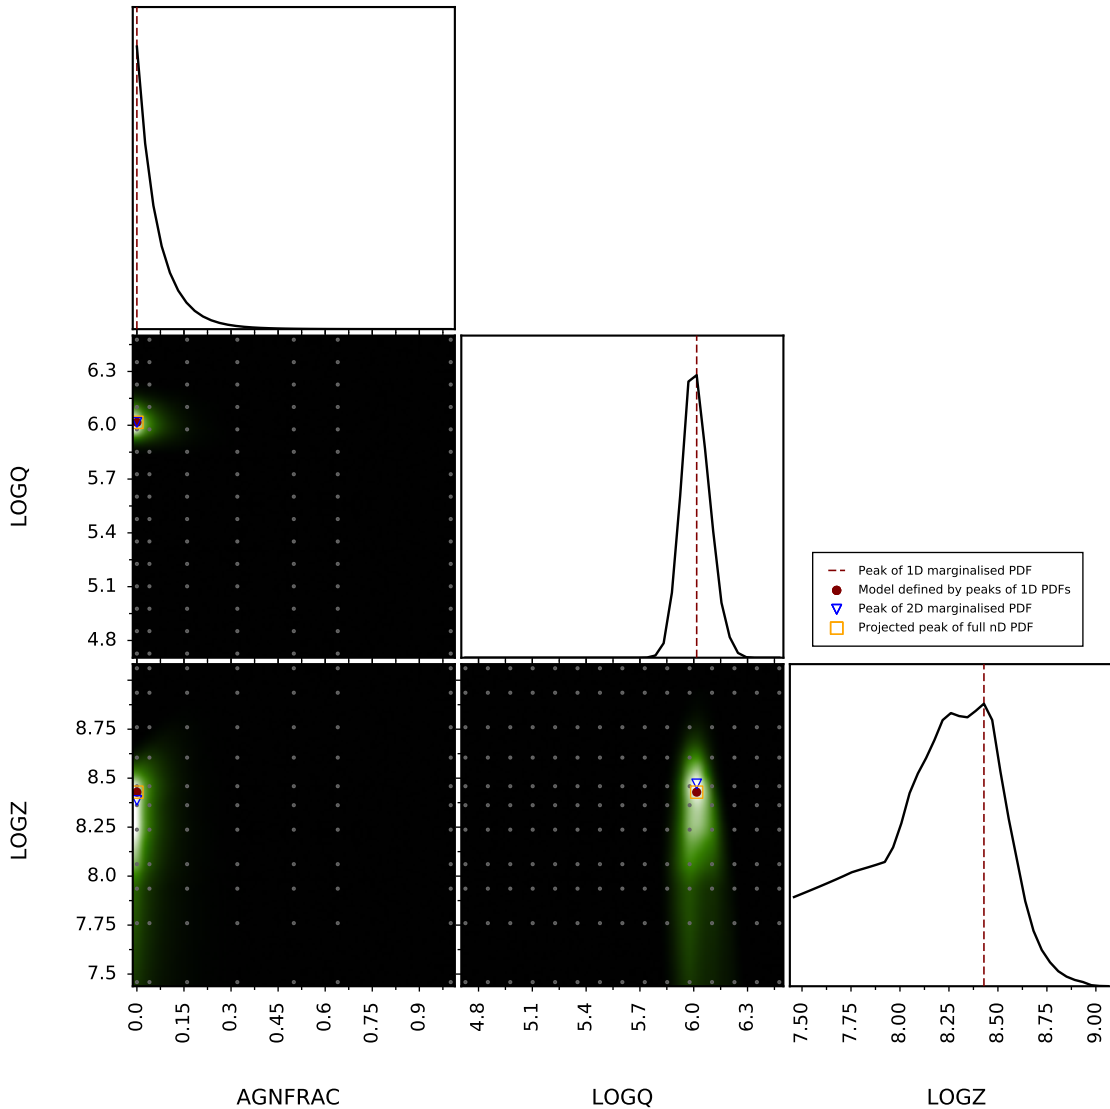 6.3
6.0
5.7
5.4
5.1
4.8
LOGQ
Peak of 1D marginalised PDF
Model defined by peaks of 1D PDFs
Peak of 2D marginalised PDF
Projected peak of full nD PDF
8.75
8.5
8.25
8.0
7.75
7.5
LOGZ
0.0 0.15 0.3 0.45 0.6 0.75 0.9
4.8 5.1 5.4 5.7 6.0 6.3
7.50 7.75 8.00 8.25 8.50 8.75 9.00
AGNFRAC LOGQ LOGZ